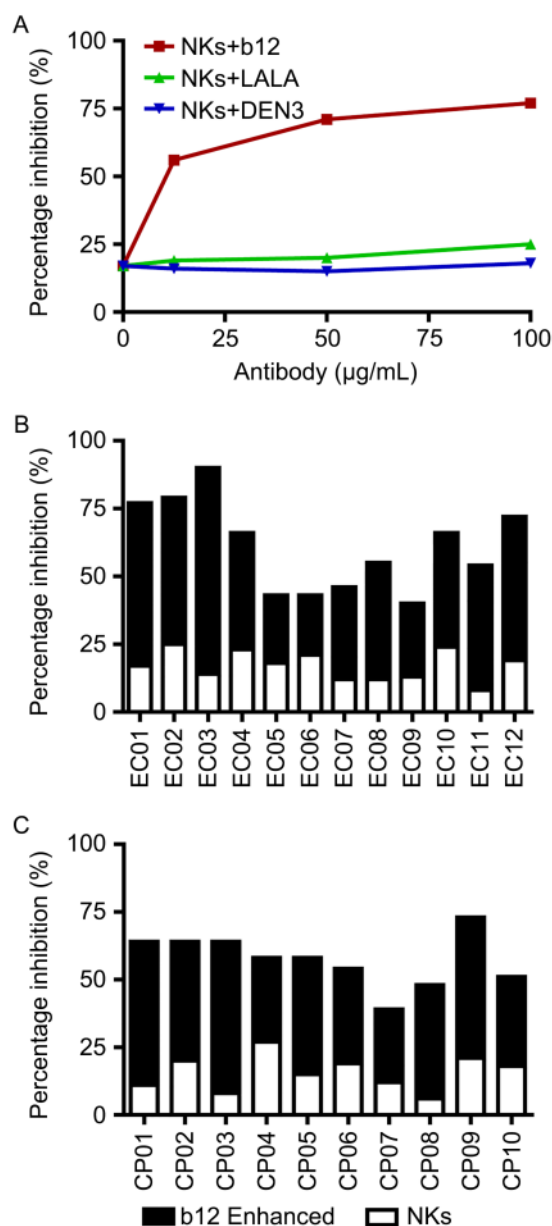 A
NKs+b12
NKs+LALA
NKs+DEN3
Percentage inhibition (%)
100
75
50
25
0
0 25 50 75 100
Antibody (µg/mL)
B
Percentage inhibition (%)
100
75
50
25
0
EC01 EC02 EC03 EC04 EC05 EC06 EC07 EC08 EC09 EC10 EC11 EC12
C
Percentage inhibition (%)
100
75
50
25
0
CP01 CP02 CP03 CP04 CP05 CP06 CP07 CP08 CP09 CP10
b12 Enhanced NKs